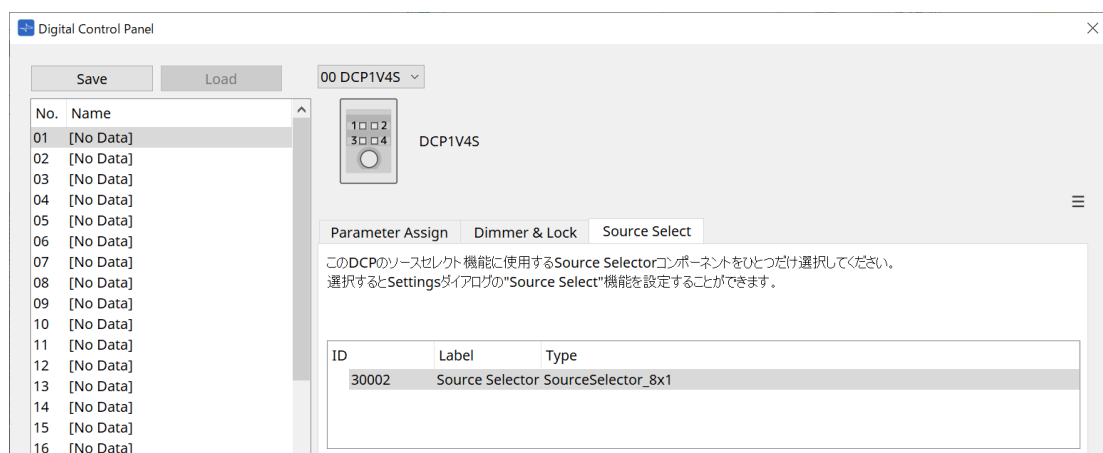 Digital Control Panel
Save Load 00 DCP1V4S
No. Name
01 [No Data]
02 [No Data]
03 [No Data]
04 [No Data]
05 [No Data]
06 [No Data]
07 [No Data]
08 [No Data]
09 [No Data]
10 [No Data]
11 [No Data]
12 [No Data]
13 [No Data]
14 [No Data]
15 [No Data]
16 [No Data]
1 2
3 4
DCP1V4S
Parameter Assign Dimmer & Lock Source Select
このDCPのソースセレクト機能に使用するSource Selectorコンポーネントをひとつだけ選択してください。
選択するとSettingsダイアログの"Source Select"機能を設定することができます。
ID Label Type
30002 Source Selector SourceSelector_8x1